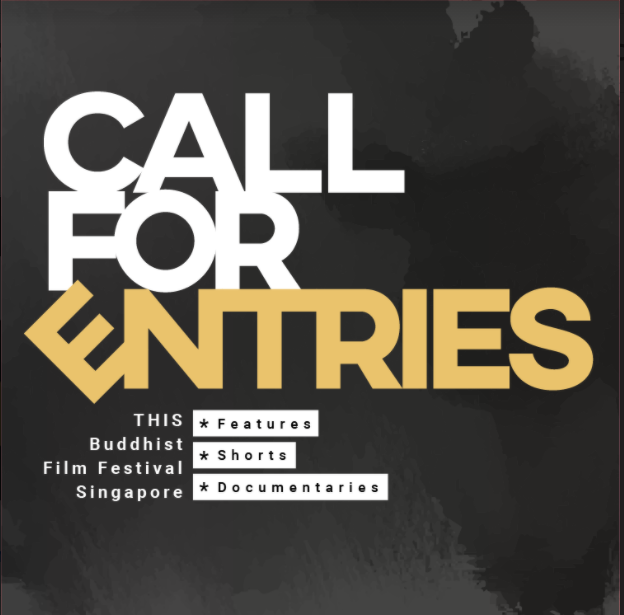 CALL
FOR
ENTRIES
THIS
Buddhist
Film Festival
Singapore
* Features
* Shorts
* Documentaries